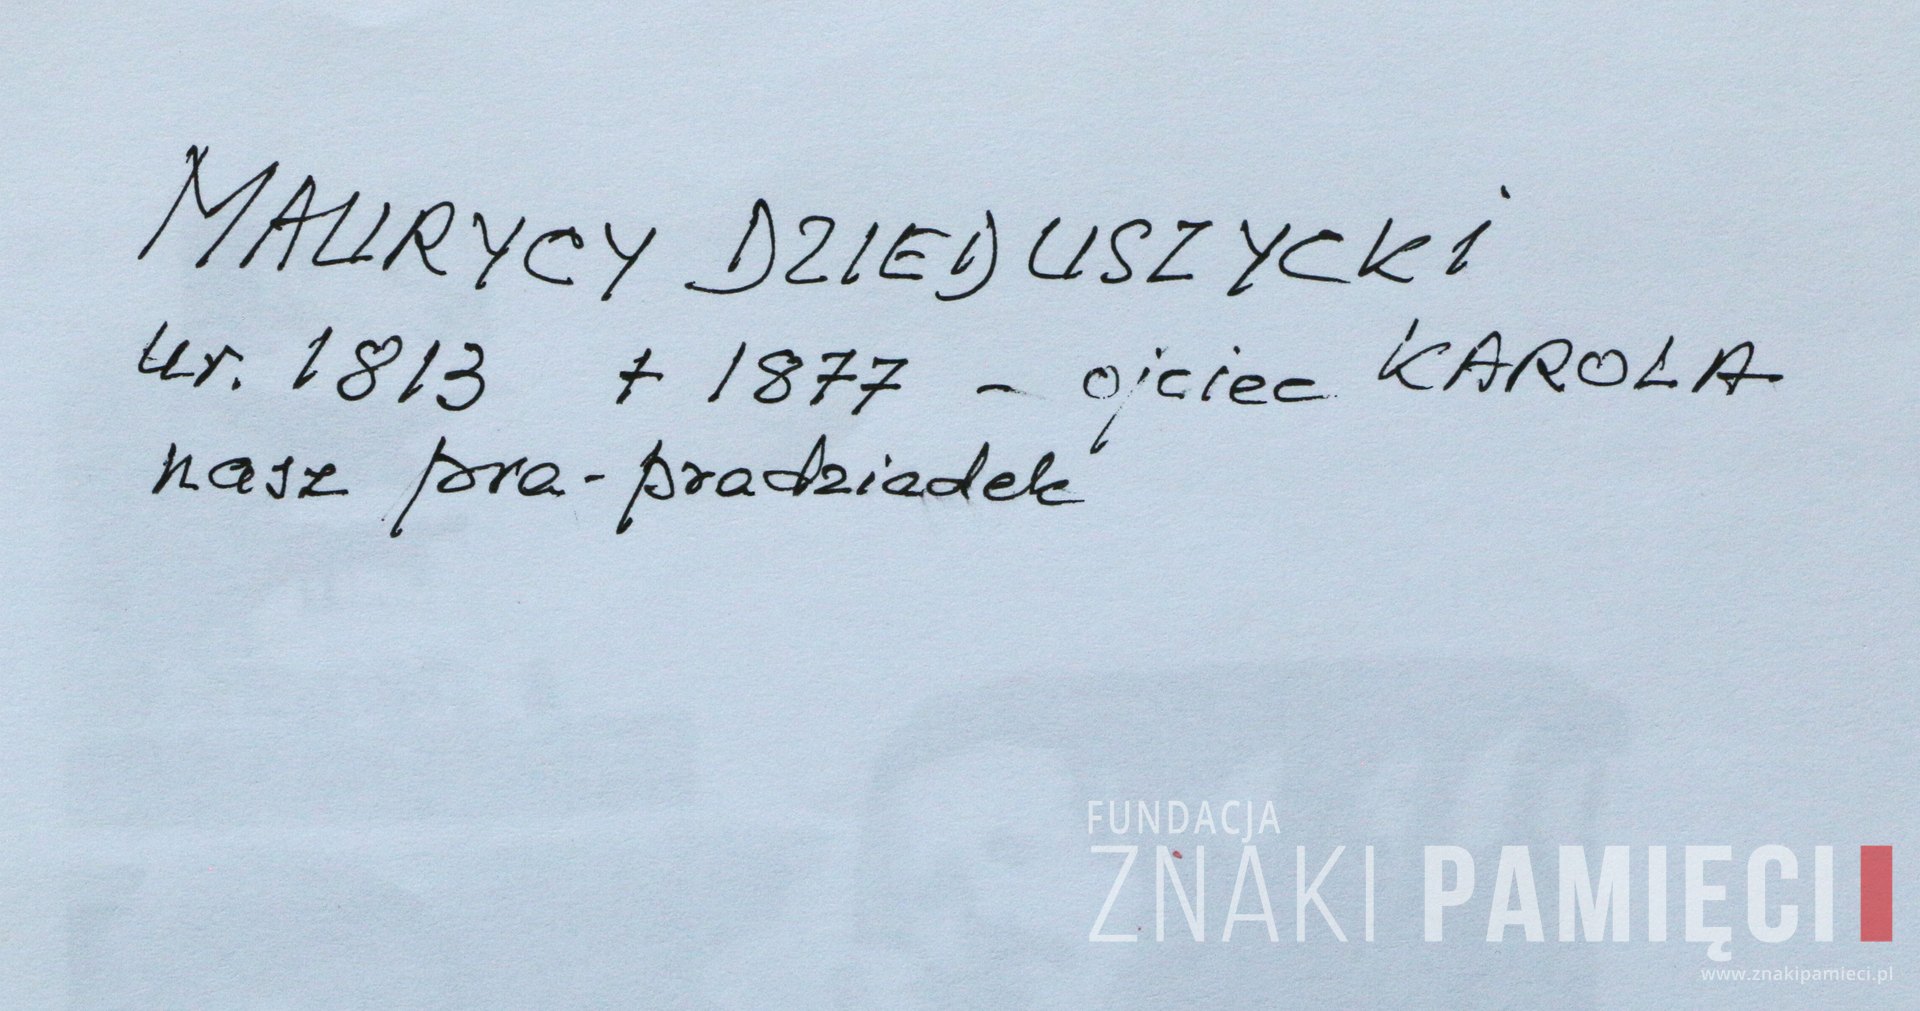 MAURYCY DZIEDUSZYCKI
ur. 1813 + 1877 - ojciec KAROLA
nasz pra-pradziadek
FUNDACJA
ZNAKI PAMIĘCI
www.znakipamieci.pl